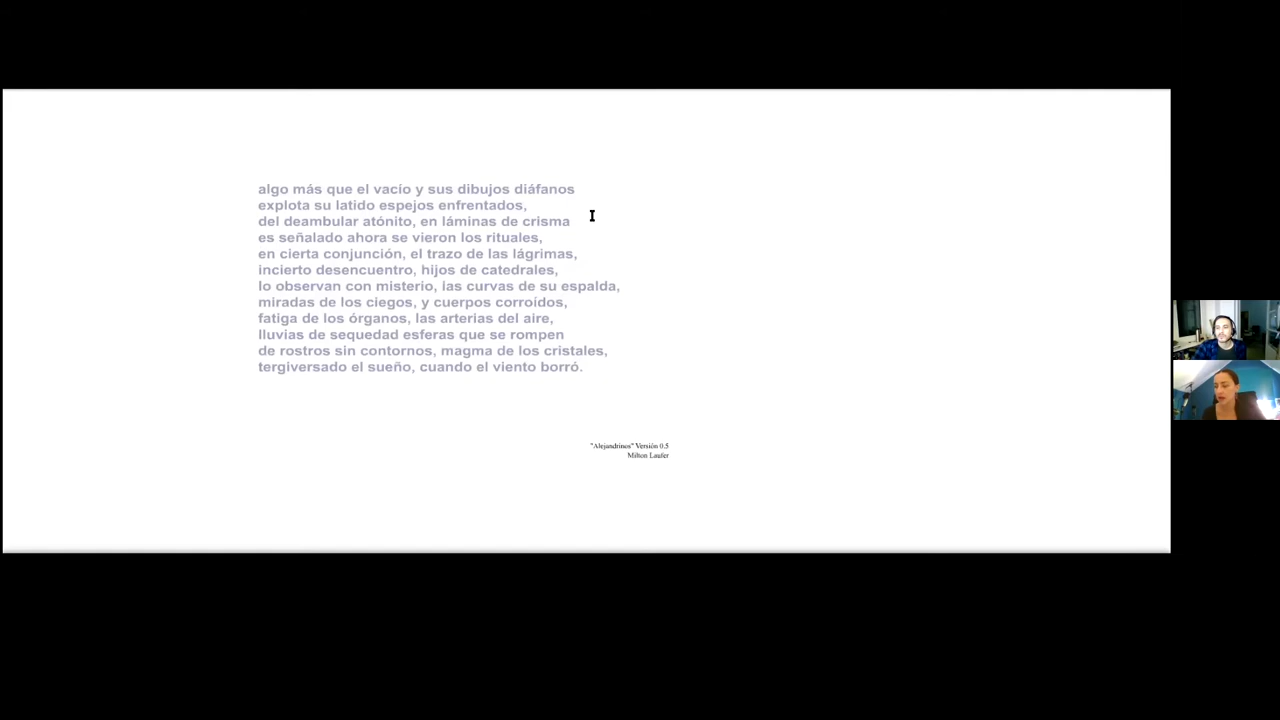 algo más que el vacío y sus dibujos diáfanos
explota su latido espejos enfrentados,
del deambular atónito, en láminas de crisma
es señalado ahora se vieron los rituales,
en cierta conjunción, el trazo de las lágrimas,
incierto desencuentro, hijos de catedrales,
lo observan con misterio, las curvas de su espalda,
miradas de los ciegos, y cuerpos corroídos,
fatiga de los órganos, las arterias del aire,
lluvias de sequedad esferas que se rompen
de rostros sin contornos, magma de los cristales,
tergiversado el sueño, cuando el viento borró.
"Alejandrinos" Versión 0.5
Milton Laufer